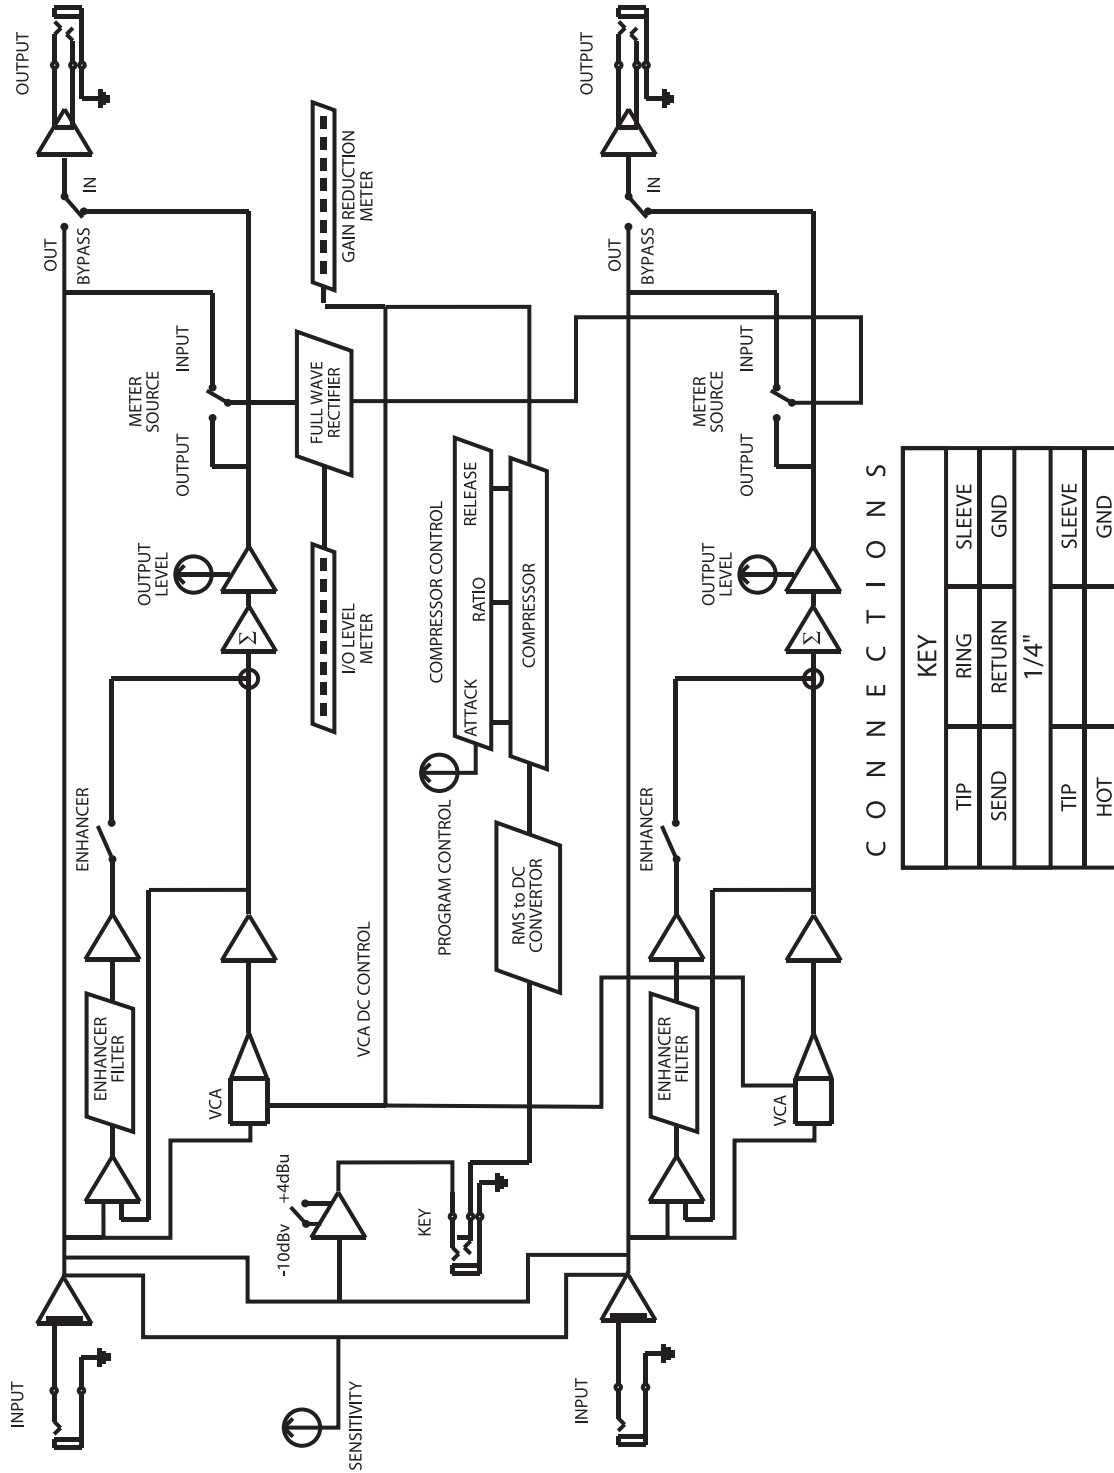 INPUT
ENHANCER
FILTER
ENHANCER
VCA
OUTPUT
LEVEL
Σ
OUTPUT
METER
SOURCE
INPUT
OUT
BYPASS
IN
OUTPUT
SENSITIVITY
-10dBv
+4dBu
KEY
VCA DC CONTROL
I/O LEVEL
METER
FULL WAVE
RECTIFIER
GAIN REDUCTION
METER
PROGRAM CONTROL
COMPRESSOR CONTROL
ATTACK
RATIO
RELEASE
COMPRESSOR
RMS to DC
CONVERTOR
INPUT
ENHANCER
FILTER
ENHANCER
VCA
OUTPUT
LEVEL
Σ
OUTPUT
METER
SOURCE
INPUT
OUT
BYPASS
IN
OUTPUT
CONNECTIONS
KEY
TIP RING SLEEVE
SEND RETURN GND
1/4"
TIP SLEEVE
HOT GND